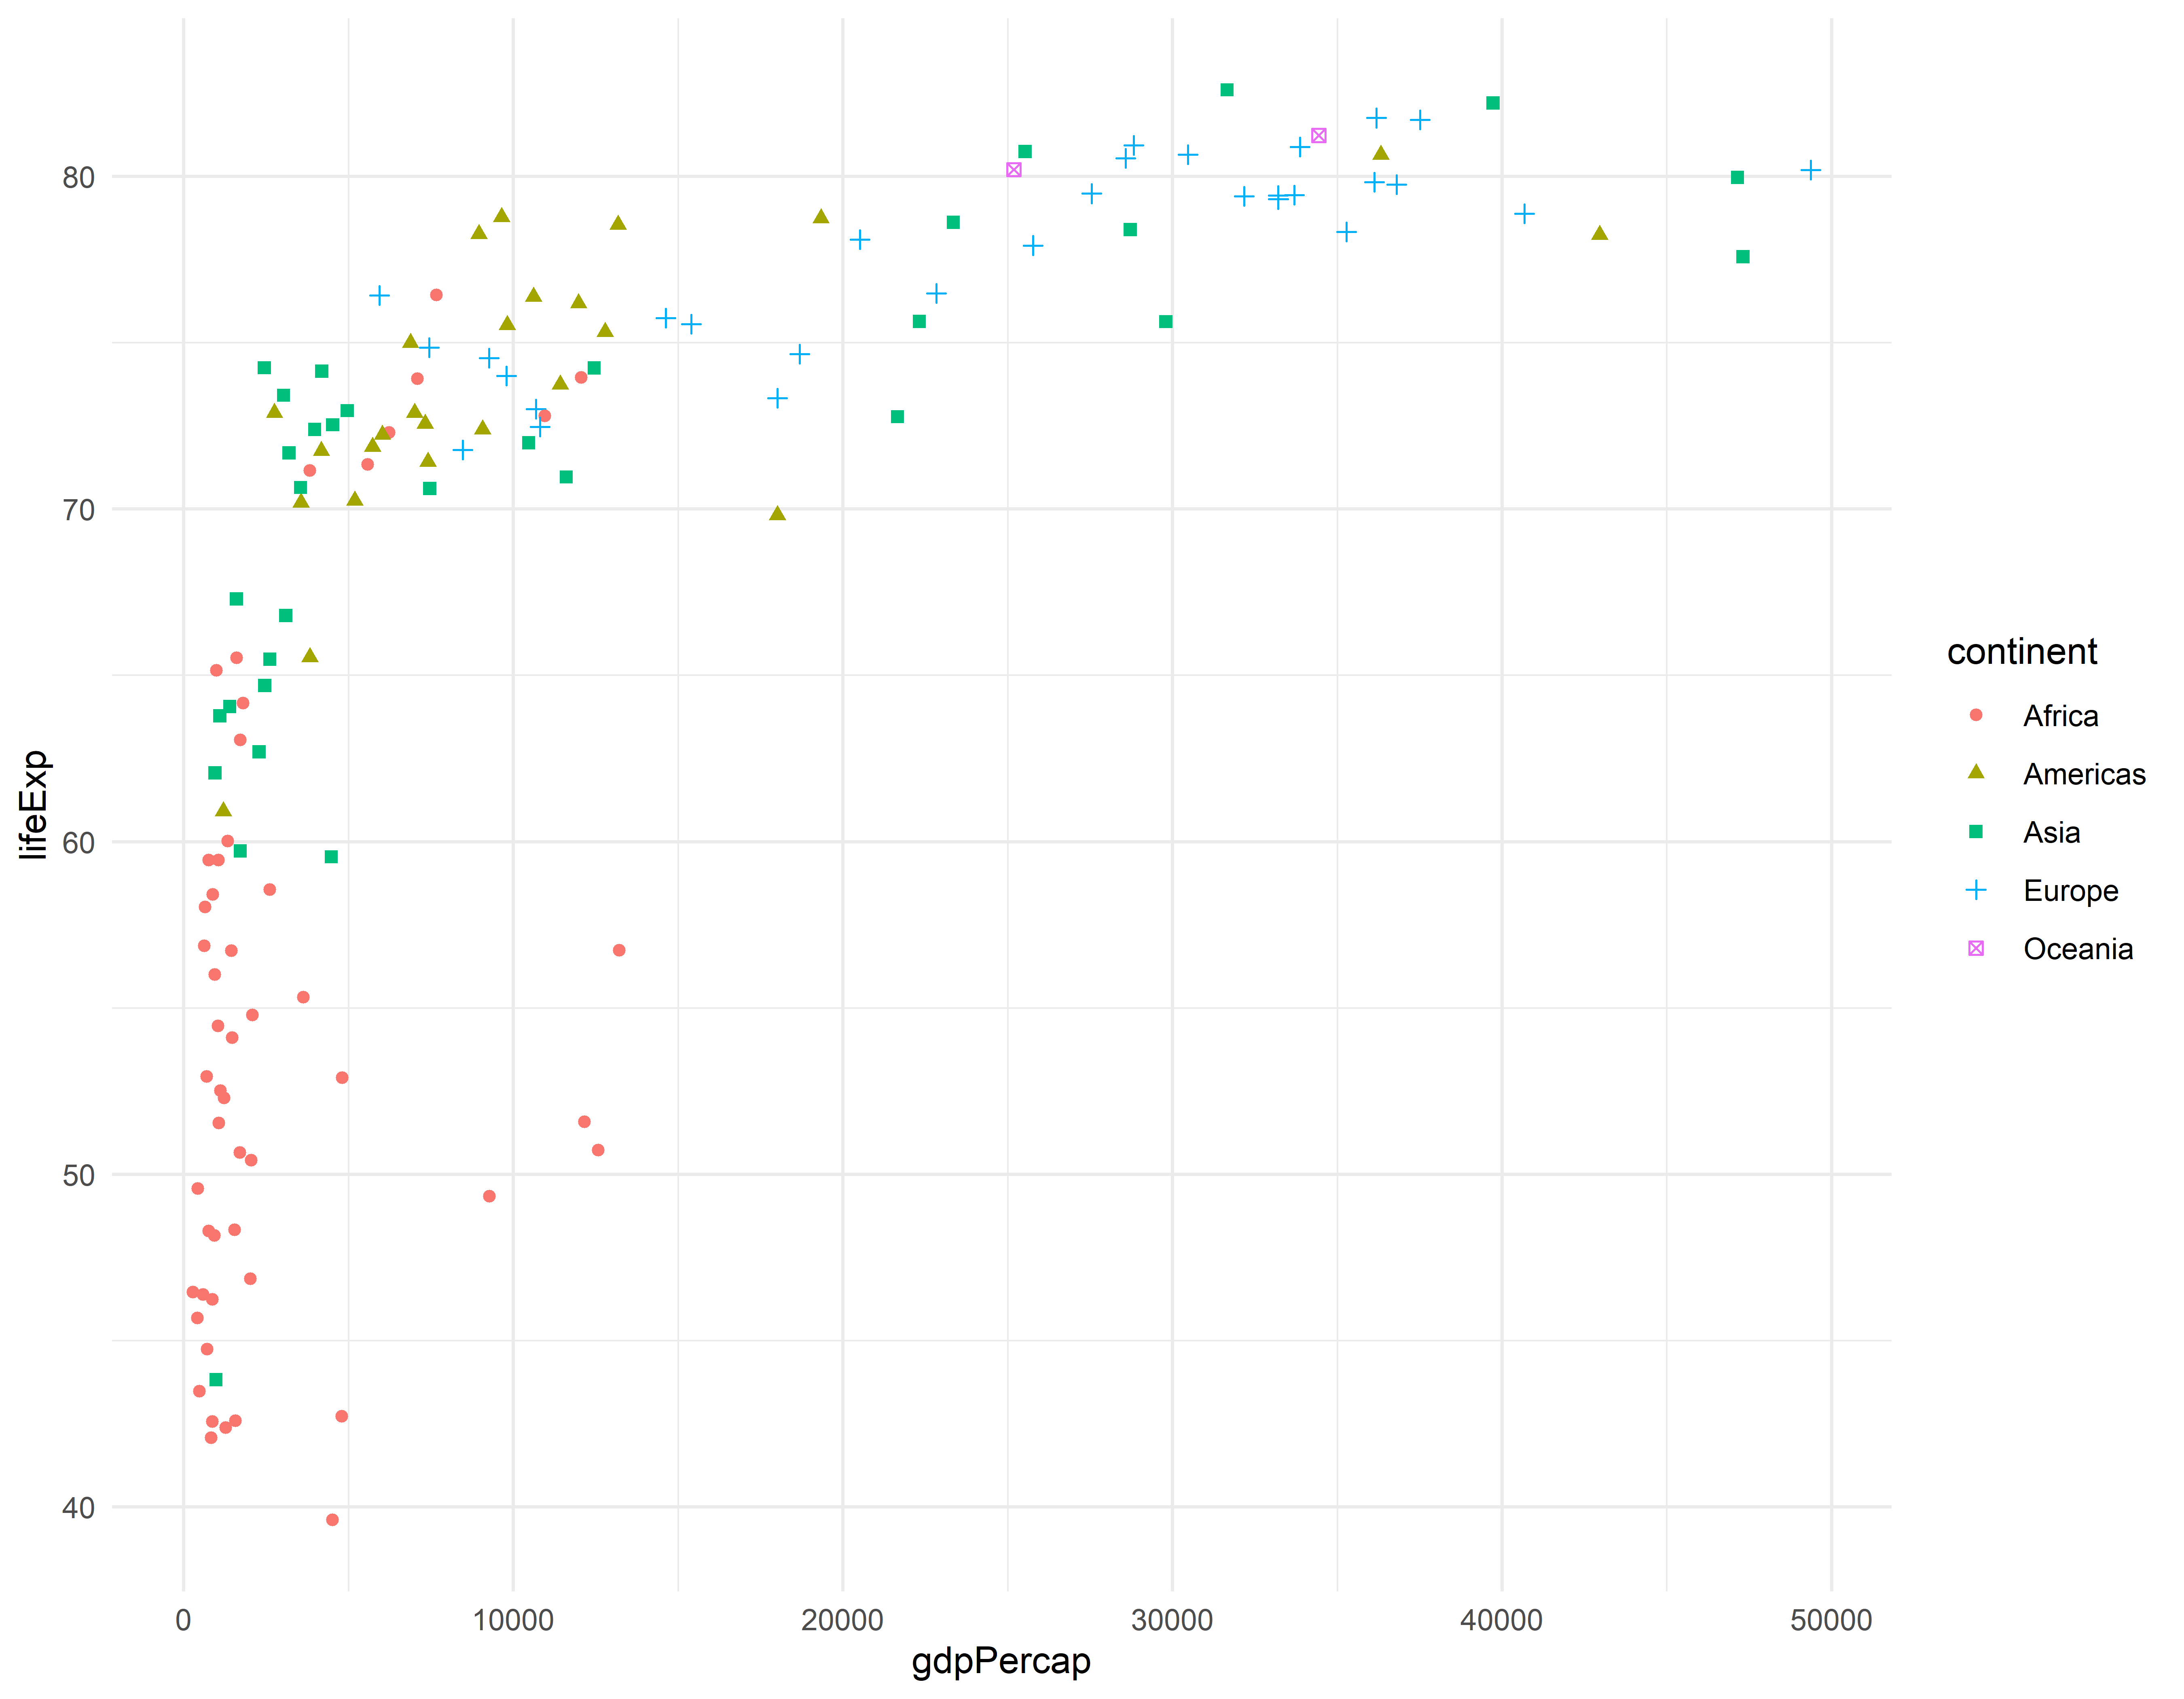 lifeExp
80
70
60
50
40
0 10000 20000 30000 40000 50000
gdpPercap
continent
Africa
Americas
Asia
Europe
Oceania